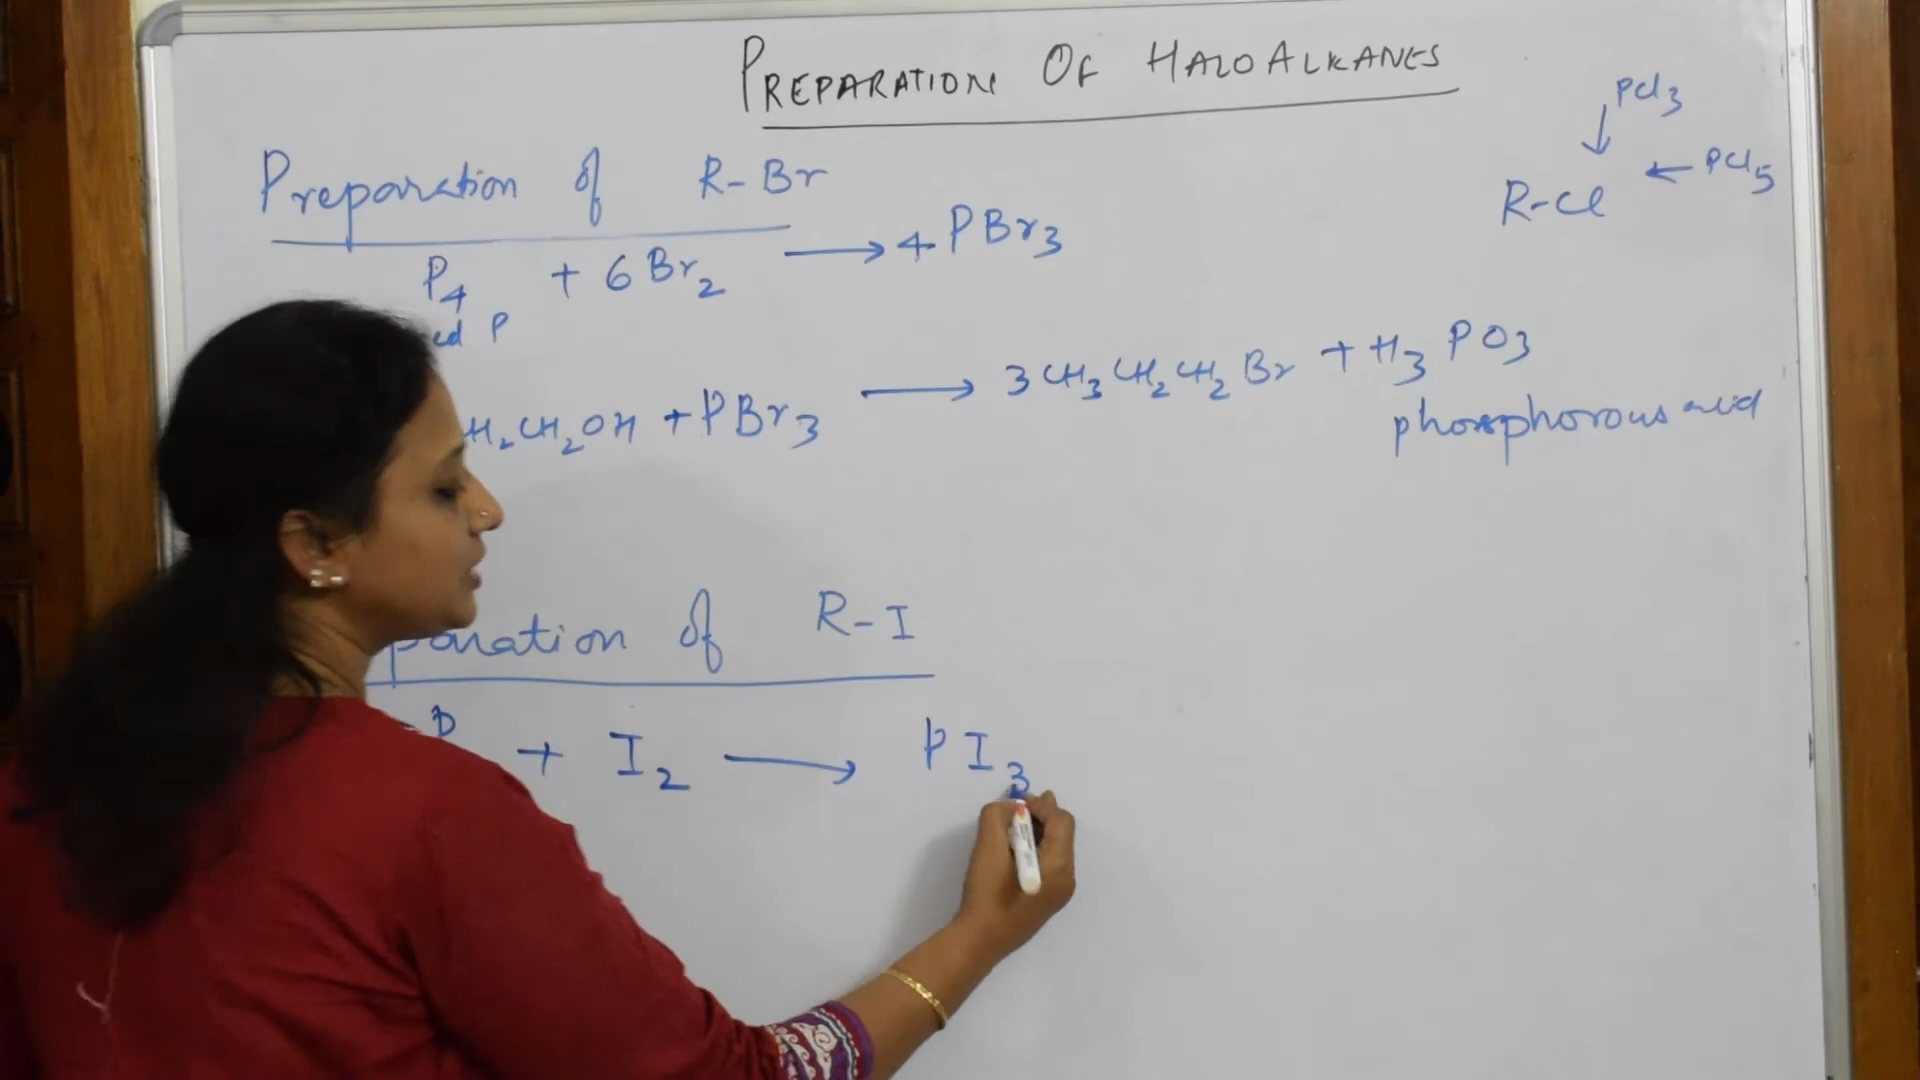 PREPARATION OF HALOALKANES
PCl3
↓
R-Cl ← PCl5
Preparation of R-Br
P4 + 6Br2 → 4PBr3
P
H2CH2OH + PBr3 → 3CH3CH2CH2Br + H3PO3
phosphorous acid
of R-I
+ I2 → PI3